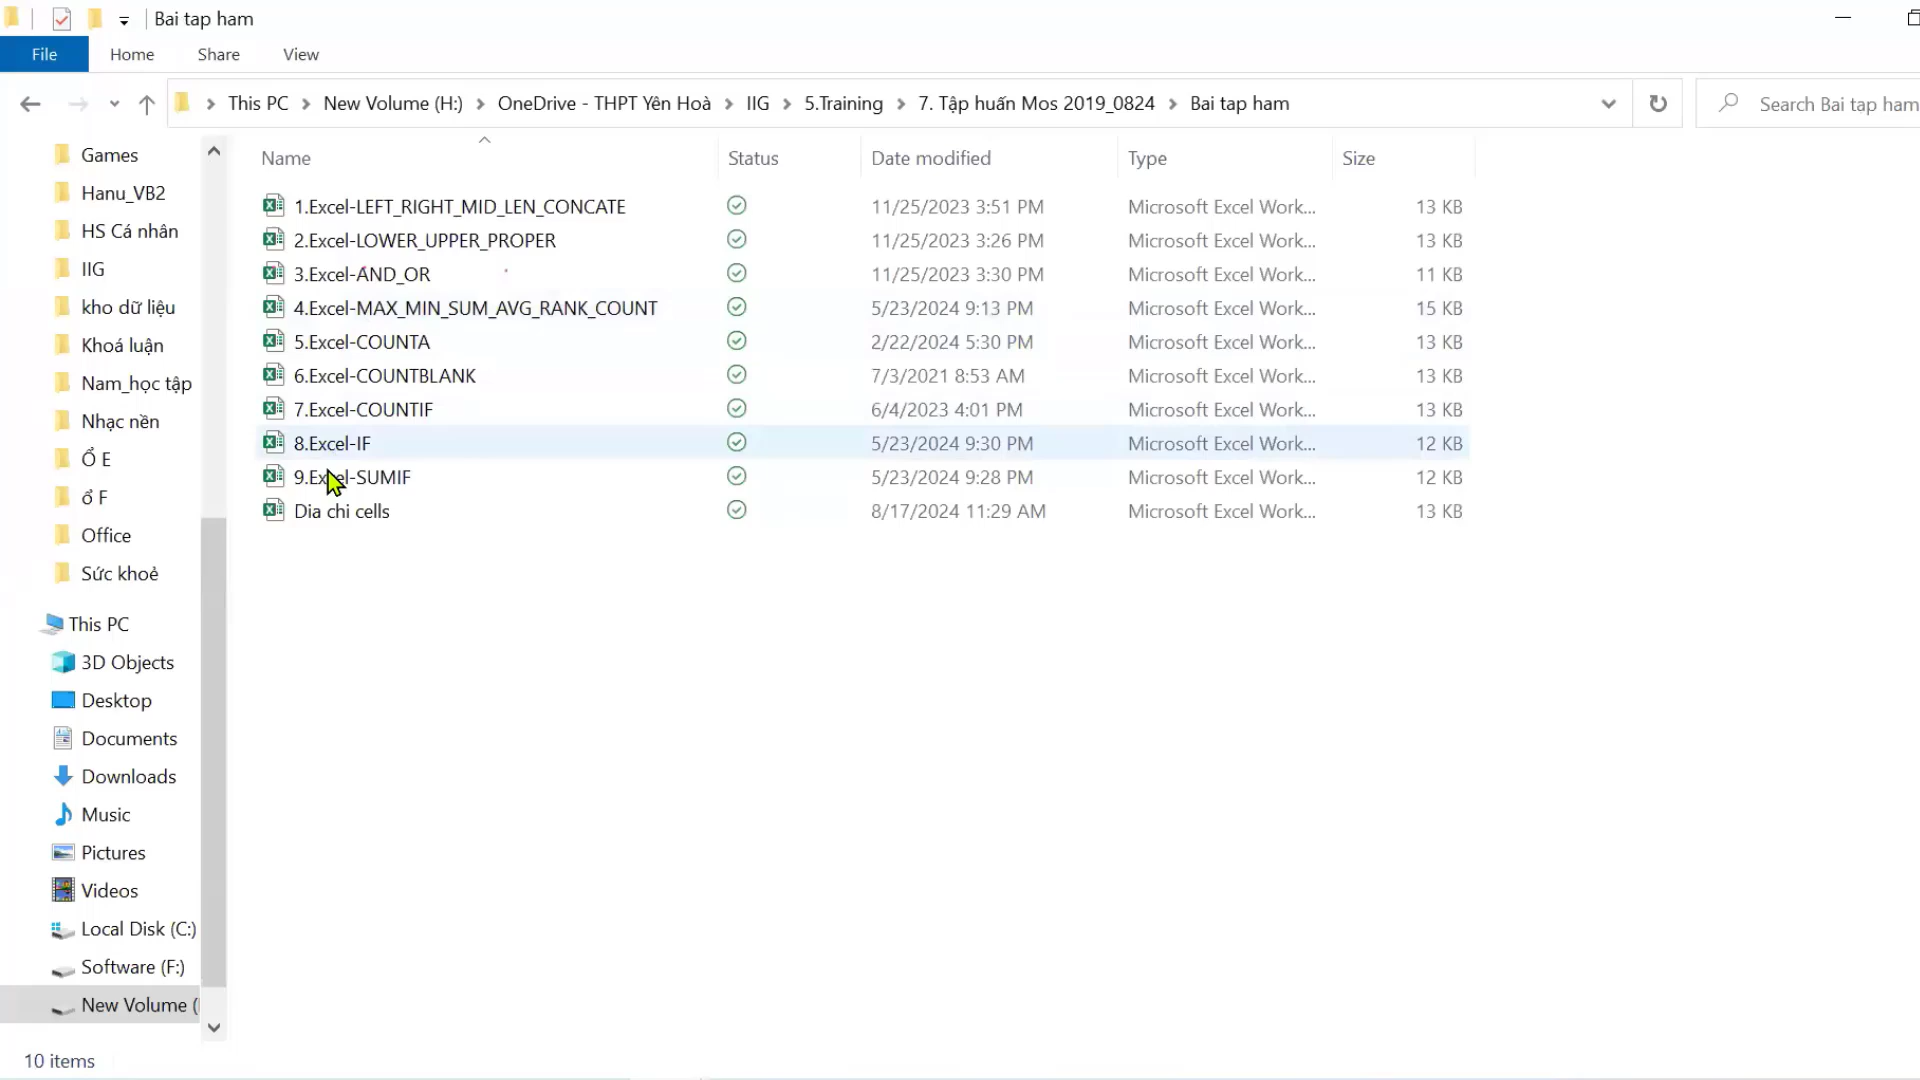 Bai tap ham
File Home Share View
This PC New Volume (H:) OneDrive - THPT Yên Hoà IIG 5.Training 7. Tập huấn Mos 2019_0824 Bai tap ham Search Bai tap ham
Name Status Date modified Type Size
1.Excel-LEFT_RIGHT_MID_LEN_CONCATE 11/25/2023 3:51 PM Microsoft Excel Work... 13 KB
2.Excel-LOWER_UPPER_PROPER 11/25/2023 3:26 PM Microsoft Excel Work... 13 KB
3.Excel-AND_OR 11/25/2023 3:30 PM Microsoft Excel Work... 11 KB
4.Excel-MAX_MIN_SUM_AVG_RANK_COUNT 5/23/2024 9:13 PM Microsoft Excel Work... 15 KB
5.Excel-COUNTA 2/22/2024 5:30 PM Microsoft Excel Work... 13 KB
6.Excel-COUNTBLANK 7/3/2021 8:53 AM Microsoft Excel Work... 13 KB
7.Excel-COUNTIF 6/4/2023 4:01 PM Microsoft Excel Work... 13 KB
8.Excel-IF 5/23/2024 9:30 PM Microsoft Excel Work... 12 KB
9.Excel-SUMIF 5/23/2024 9:28 PM Microsoft Excel Work... 12 KB
Dia chi cells 8/17/2024 11:29 AM Microsoft Excel Work... 13 KB
Games
Hanu_VB2
HS Cá nhân
IIG
kho dữ liệu
Khoá luận
Nam_học tập
Nhạc nền
Ổ E
ổ F
Office
Sức khoẻ
This PC
3D Objects
Desktop
Documents
Downloads
Music
Pictures
Videos
Local Disk (C:)
Software (F:)
New Volume (
10 items